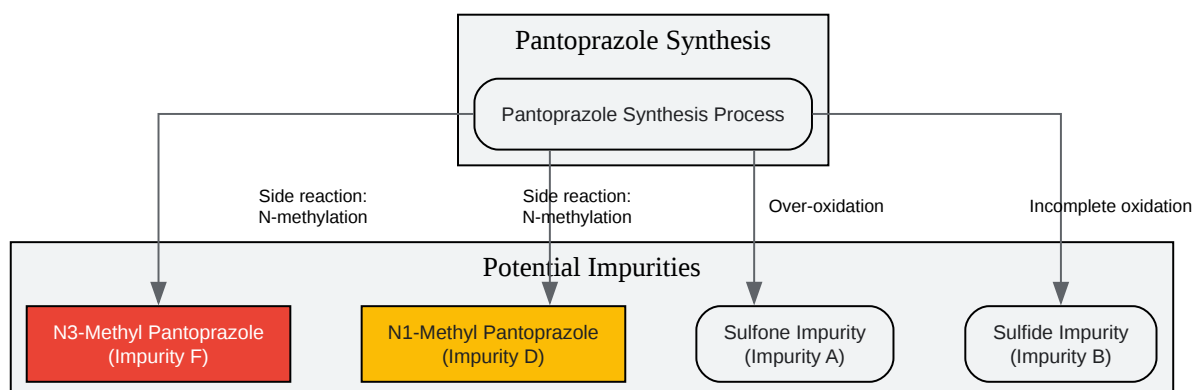 Pantoprazole Synthesis
Pantoprazole Synthesis Process
Side reaction:
N-methylation
Side reaction:
N-methylation
Over-oxidation
Incomplete oxidation
Potential Impurities
N3-Methyl Pantoprazole
(Impurity F)
N1-Methyl Pantoprazole
(Impurity D)
Sulfone Impurity
(Impurity A)
Sulfide Impurity
(Impurity B)